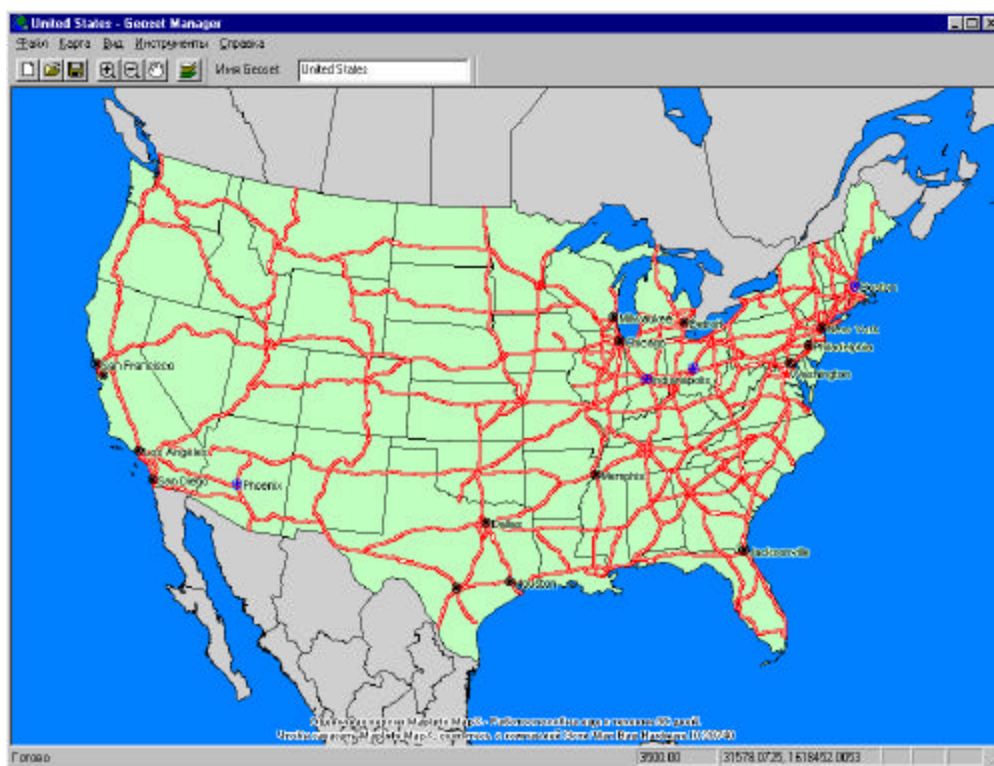 United States - Geoset Manager
Файл Карта Вид Инструменты Справка
Имя Geoset United States
Boston
Milwaukee
Detroit
New York
Chicago
Philadelphia
San Francisco
Indianapolis
Washington
Los Angeles
San Diego
Phoenix
Memphis
Dallas
Jacksonville
Houston
Готово 3500.00 31578.0725, 1618452.0053